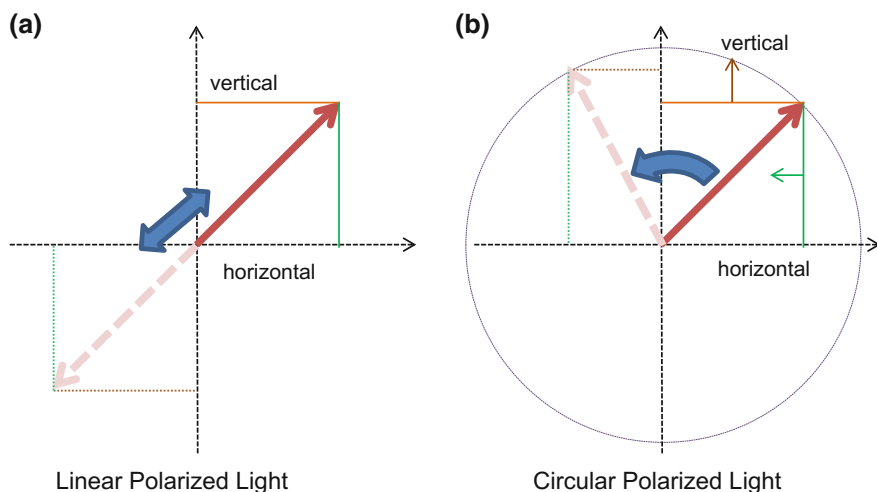 (a)
vertical
horizontal
Linear Polarized Light
(b)
vertical
horizontal
Circular Polarized Light